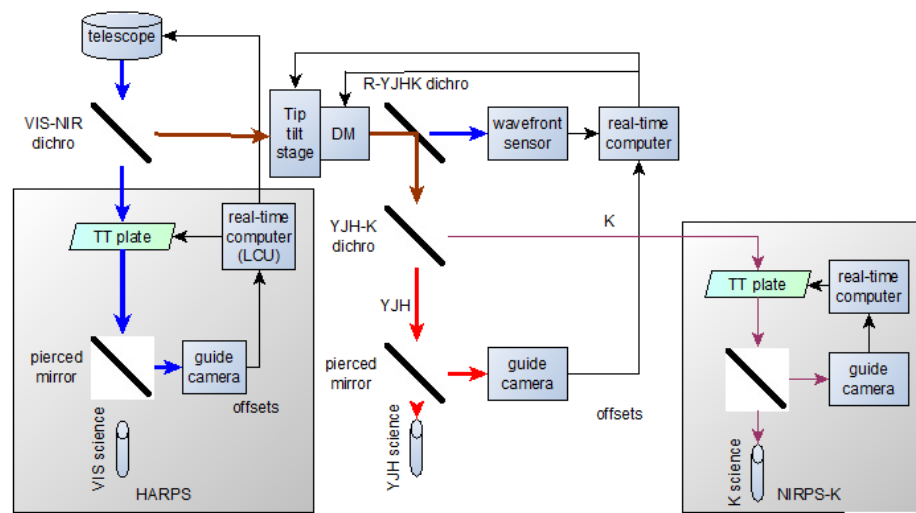 telescope
R-YJHK dichro
VIS-NIR
dichro
Tip
tilt
stage
DM
wavefront
sensor
real-time
computer
TT plate
real-time
computer
(LCU)
YJH-K
dichro
K
TT plate
real-time
computer
YJH
pierced
mirror
guide
camera
offsets
pierced
mirror
guide
camera
offsets
guide
camera
VIS science
YJH science
K science
HARPS
NIRPS-K